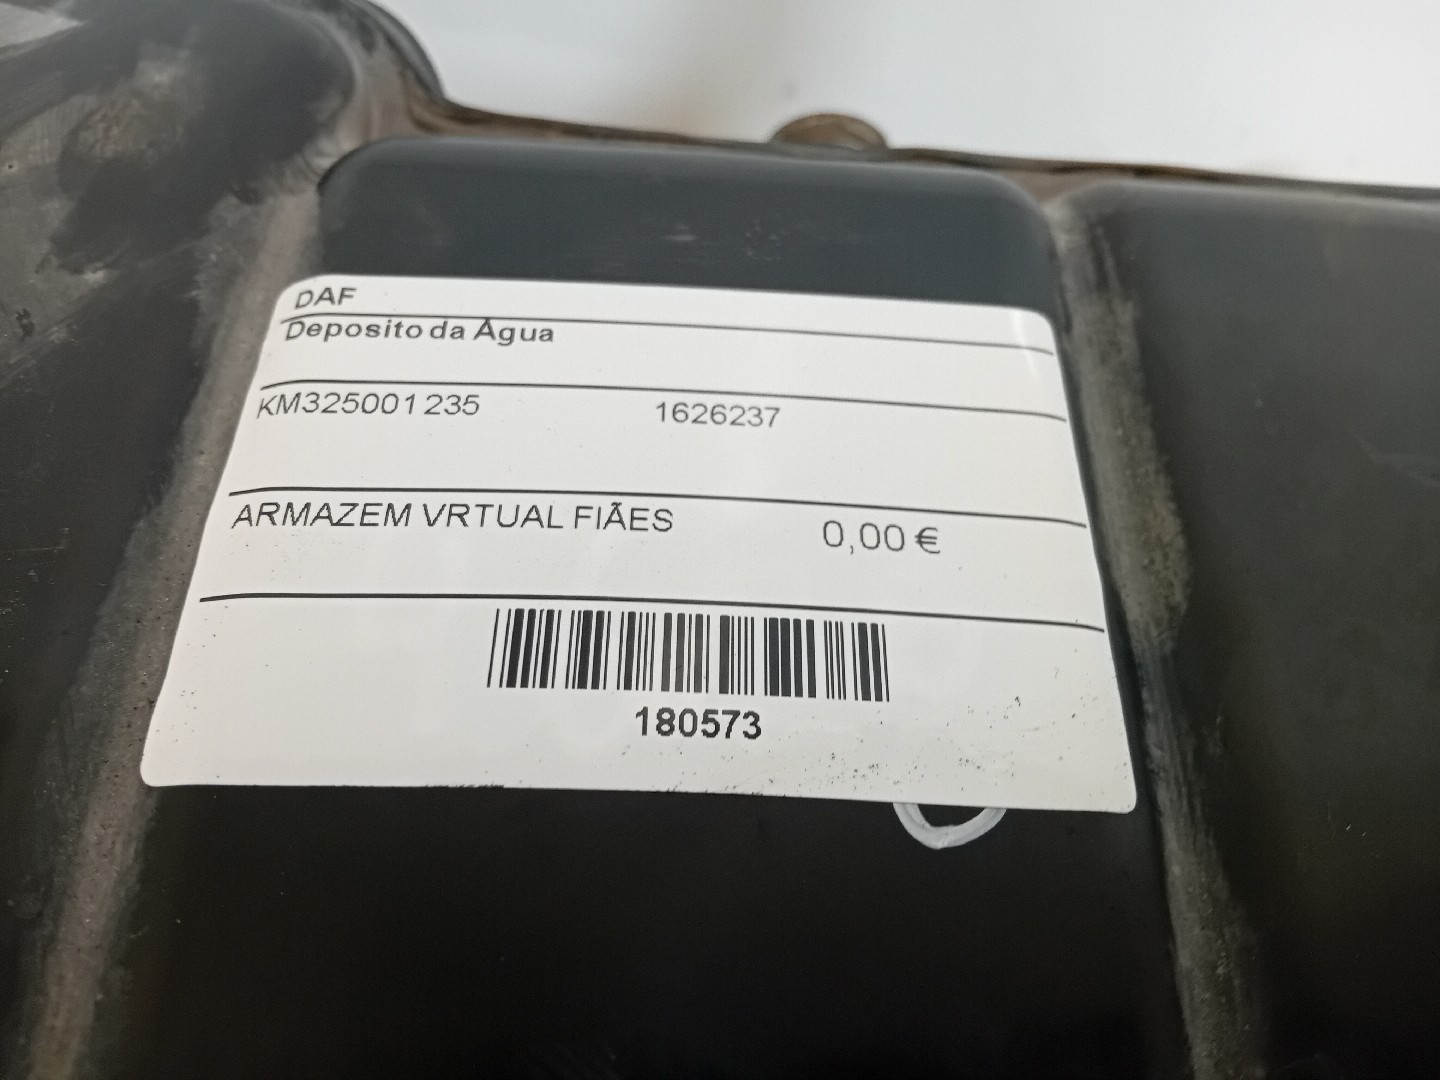 DAF
Deposito da Água
KM325001235 1626237
ARMAZEM VRTUAL FIÃES 0,00 €
180573